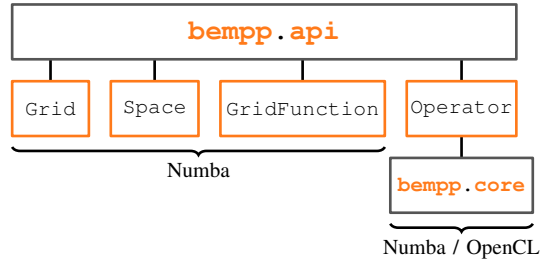 bempp.api
Grid Space GridFunction Operator
Numba
bempp.core
Numba / OpenCL